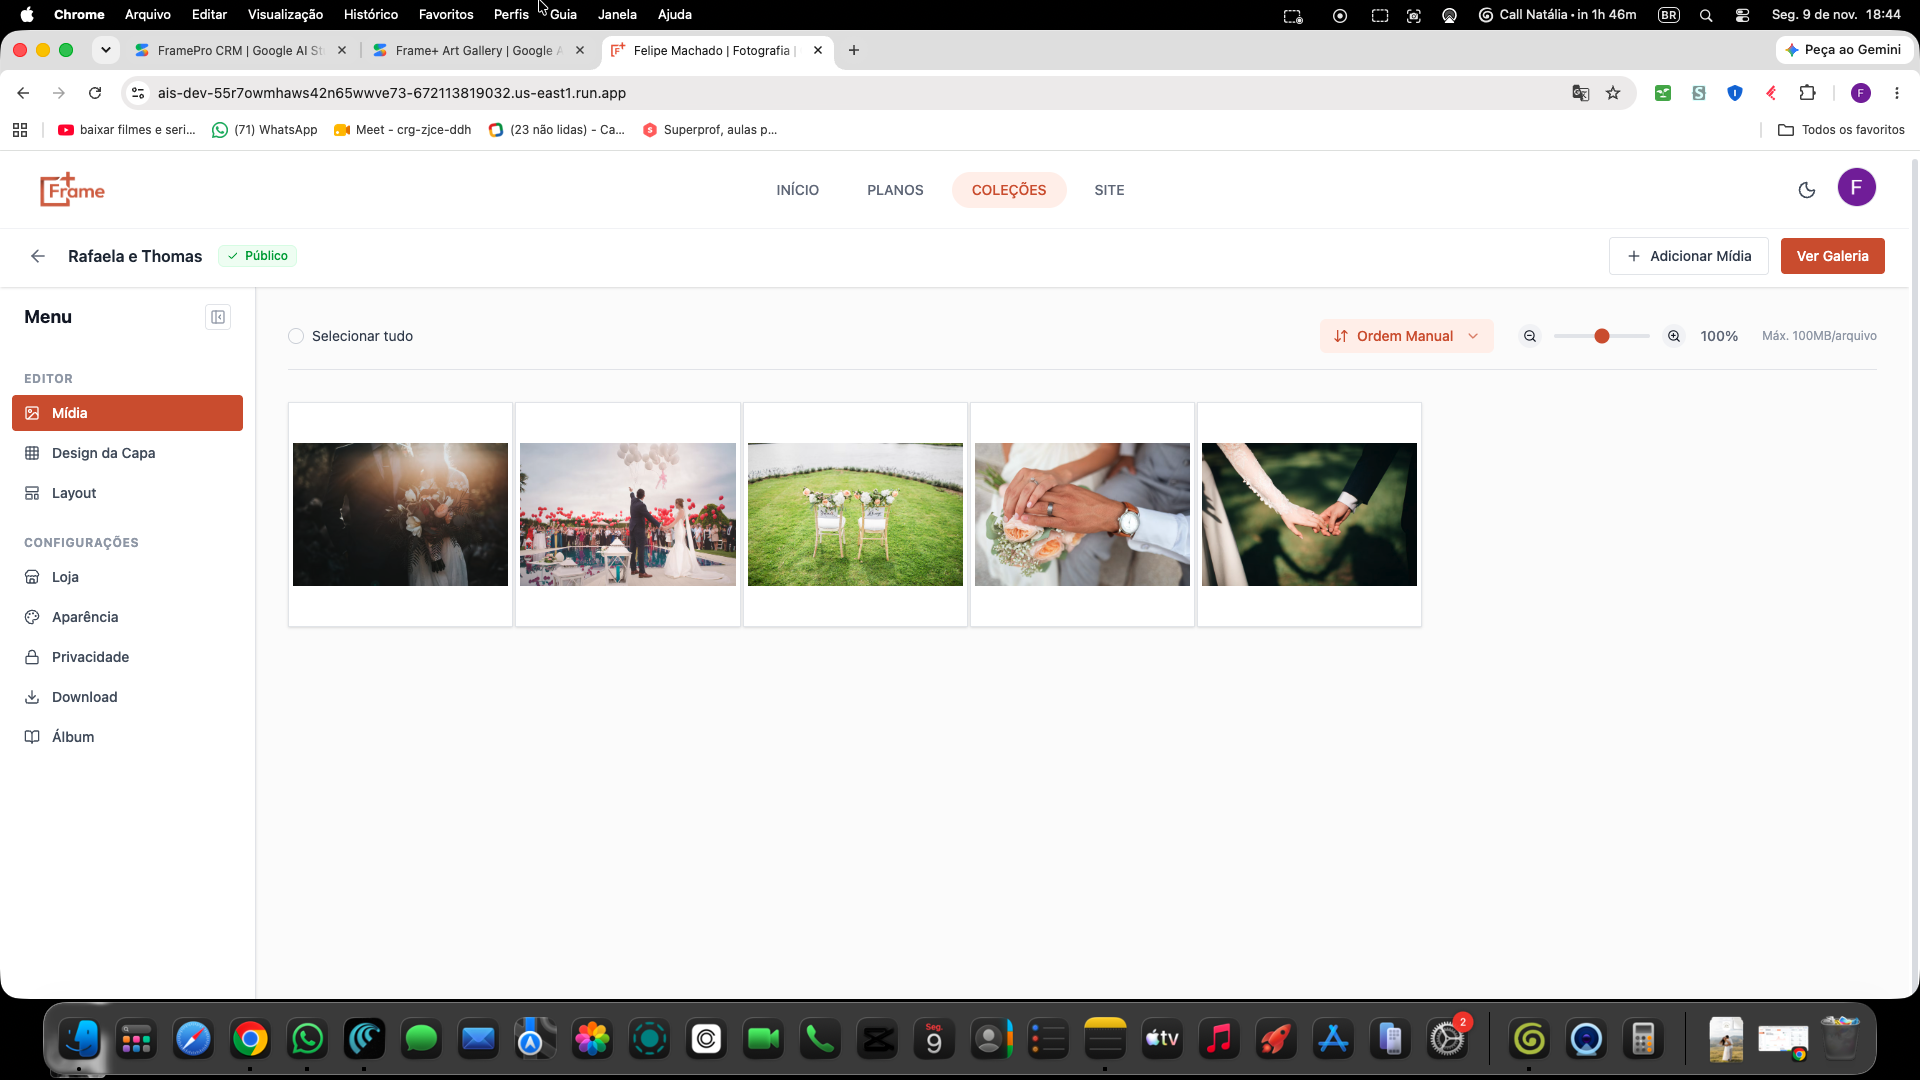 Chrome Arquivo Editar Visualização Histórico Favoritos Perfis Guia Janela Ajuda Call Natália • in 1h 46m BR Seg. 9 de nov. 18:44
FramePro CRM | Google AI St Frame+ Art Gallery | Google A Felipe Machado | Fotografia | Peça ao Gemini
ais-dev-55r7owmhaws42n65wwve73-672113819032.us-east1.run.app F
baixar filmes e seri... (71) WhatsApp Meet - crg-zjce-ddh (23 não lidas) - Ca... Superprof, aulas p... Todos os favoritos
Frame INÍCIO PLANOS COLEÇÕES SITE F
Rafaela e Thomas Público Adicionar Mídia Ver Galeria
Menu
Selecionar tudo Ordem Manual 100% Máx. 100MB/arquivo
EDITOR
Mídia
Design da Capa
Layout
CONFIGURAÇÕES
Loja
Aparência
Privacidade
Download
Álbum
Seg.
9
tv
2